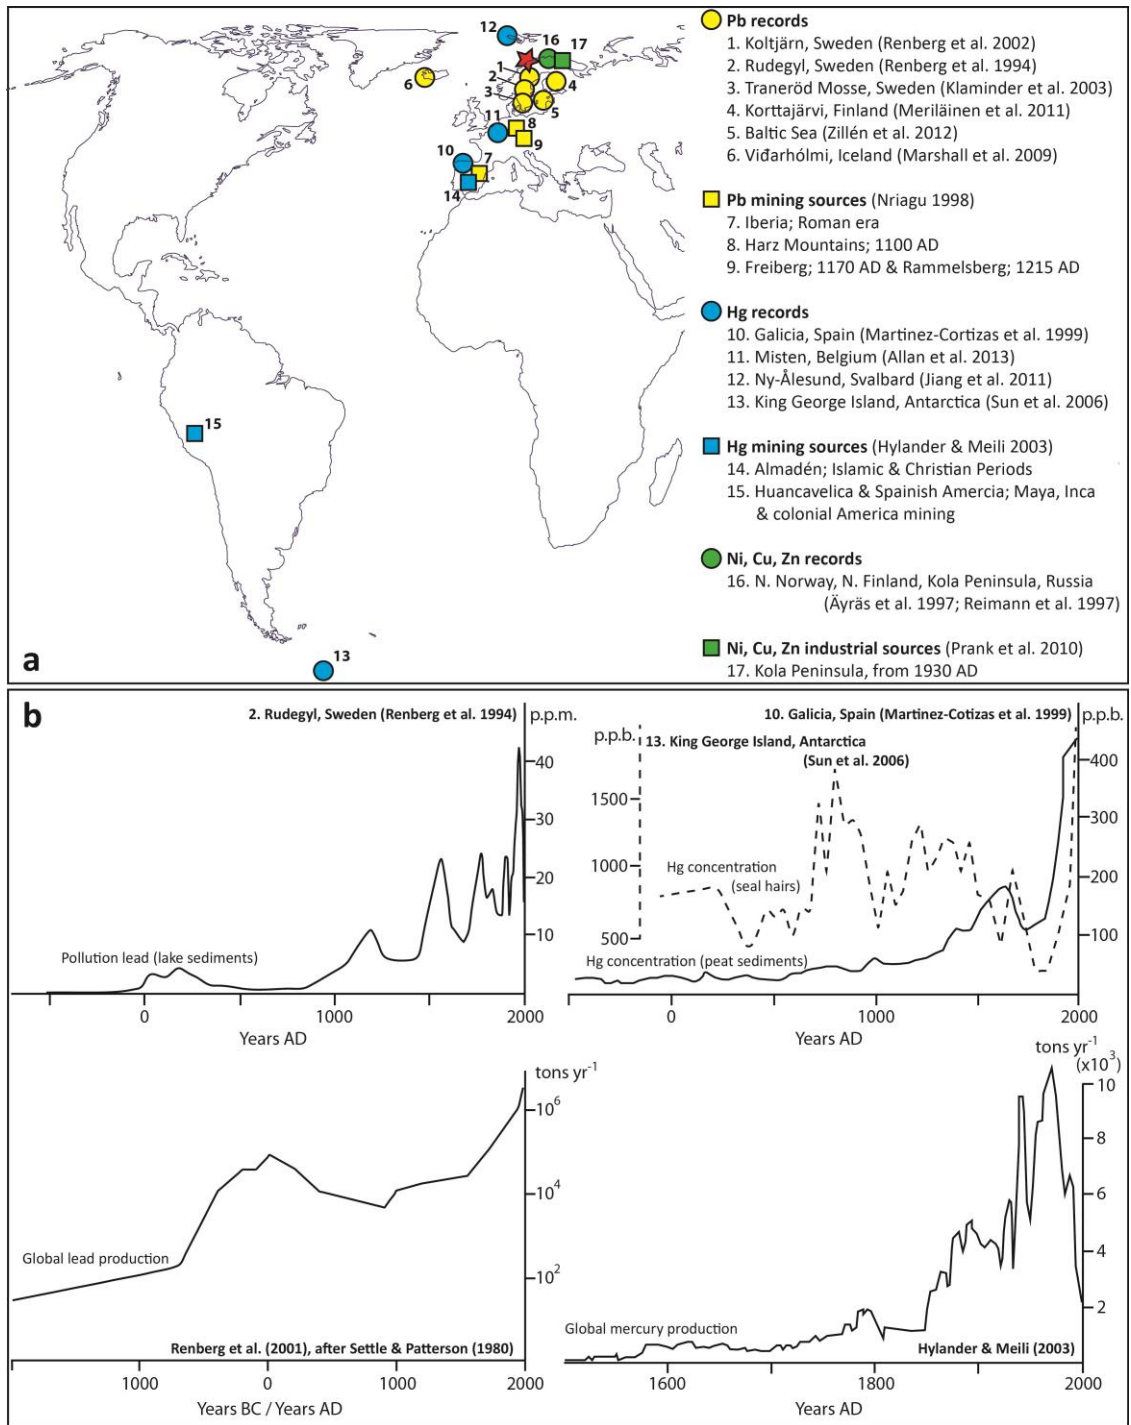 Pb records
1. Koltjärn, Sweden (Renberg et al. 2002)
2. Rudegyl, Sweden (Renberg et al. 1994)
3. Traneröd Mosse, Sweden (Klaminder et al. 2003)
4. Korttajärvi, Finland (Meriläinen et al. 2011)
5. Baltic Sea (Zillén et al. 2012)
6. Viđarhólmi, Iceland (Marshall et al. 2009)
Pb mining sources (Nriagu 1998)
7. Iberia; Roman era
8. Harz Mountains; 1100 AD
9. Freiberg; 1170 AD & Rammelsberg; 1215 AD
Hg records
10. Galicia, Spain (Martinez-Cortizas et al. 1999)
11. Misten, Belgium (Allan et al. 2013)
12. Ny-Ålesund, Svalbard (Jiang et al. 2011)
13. King George Island, Antarctica (Sun et al. 2006)
Hg mining sources (Hylander & Meili 2003)
14. Almadén; Islamic & Christian Periods
15. Huancavelica & Spainish Amercia; Maya, Inca
& colonial America mining
Ni, Cu, Zn records
16. N. Norway, N. Finland, Kola Peninsula, Russia
(Äyräs et al. 1997; Reimann et al. 1997)
Ni, Cu, Zn industrial sources (Prank et al. 2010)
17. Kola Peninsula, from 1930 AD
12
16
17
1
2
3
4
5
6
11
8
9
10
7
14
15
13
a
b
2. Rudegyl, Sweden (Renberg et al. 1994)
p.p.m.
40
30
20
10
Pollution lead (lake sediments)
0
1000
2000
Years AD
10. Galicia, Spain (Martinez-Cotizas et al. 1999)
p.p.b.
p.p.b.
13. King George Island, Antarctica
(Sun et al. 2006)
1500
1000
500
400
300
200
100
Hg concentration
(seal hairs)
Hg concentration (peat sediments)
0
1000
2000
Years AD
tons yr-1
10^6
10^4
10^2
Global lead production
Renberg et al. (2001), after Settle & Patterson (1980)
1000
0
1000
2000
Years BC / Years AD
tons yr-1
(x10^3)
10
8
6
4
2
Global mercury production
Hylander & Meili (2003)
1600
1800
2000
Years AD